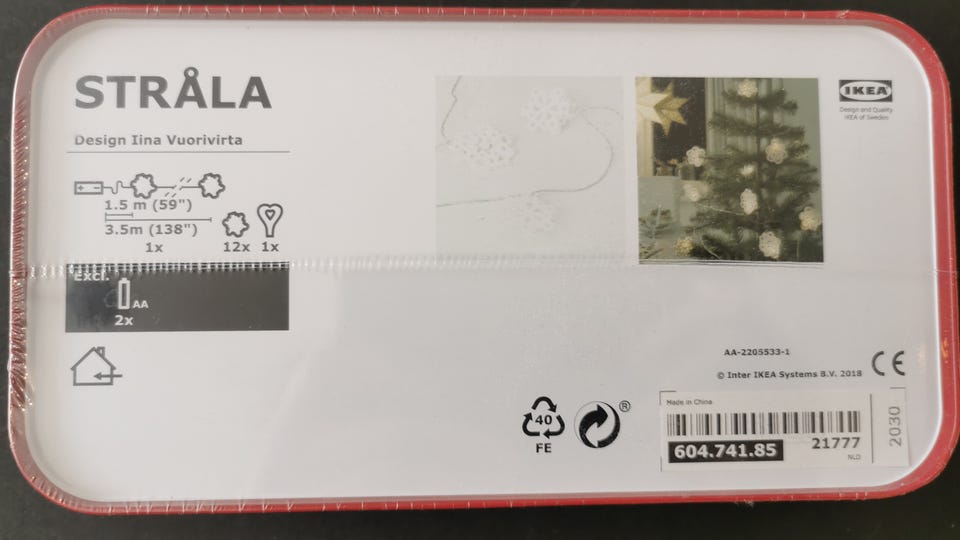 STRÅLA
Design Iina Vuorivirta
1.5 m (59")
3.5m (138")
1x
12x
1x
Excl.
AA
2x
IKEA
Design and Quality
IKEA of Sweden
AA-2205533-1
© Inter IKEA Systems B.V. 2018
CE
40
FE
®
Made in China
604.741.85
21777
NLD
2030